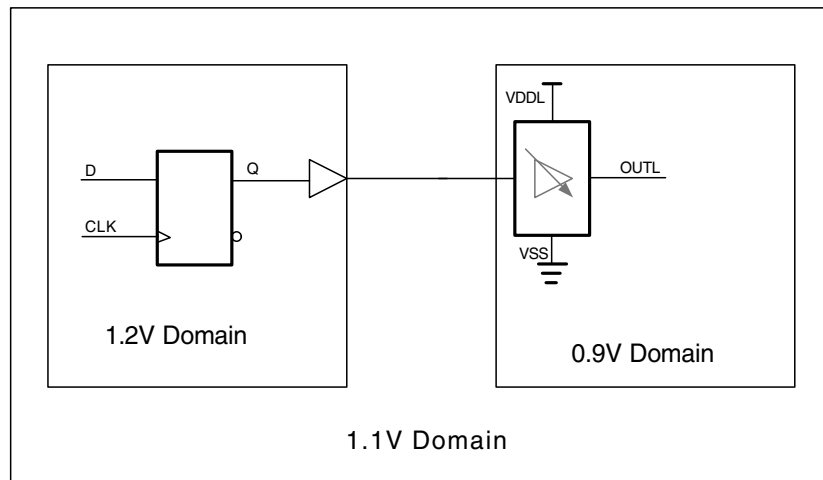 VDDL
D
Q
OUTL
CLK
VSS
1.2V Domain
0.9V Domain
1.1V Domain